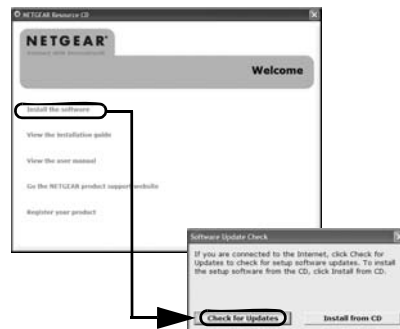 NETGEAR Resource CD
NETGEAR®
Welcome
Install the software
View the installation guide
View the user manual
Go the NETGEAR product support website
Register your product
Software Update Check
If you are connected to the Internet, click Check for
Updates to check for setup software updates. To install
the setup software from the CD, click Install from CD.
Check for Updates
Install from CD